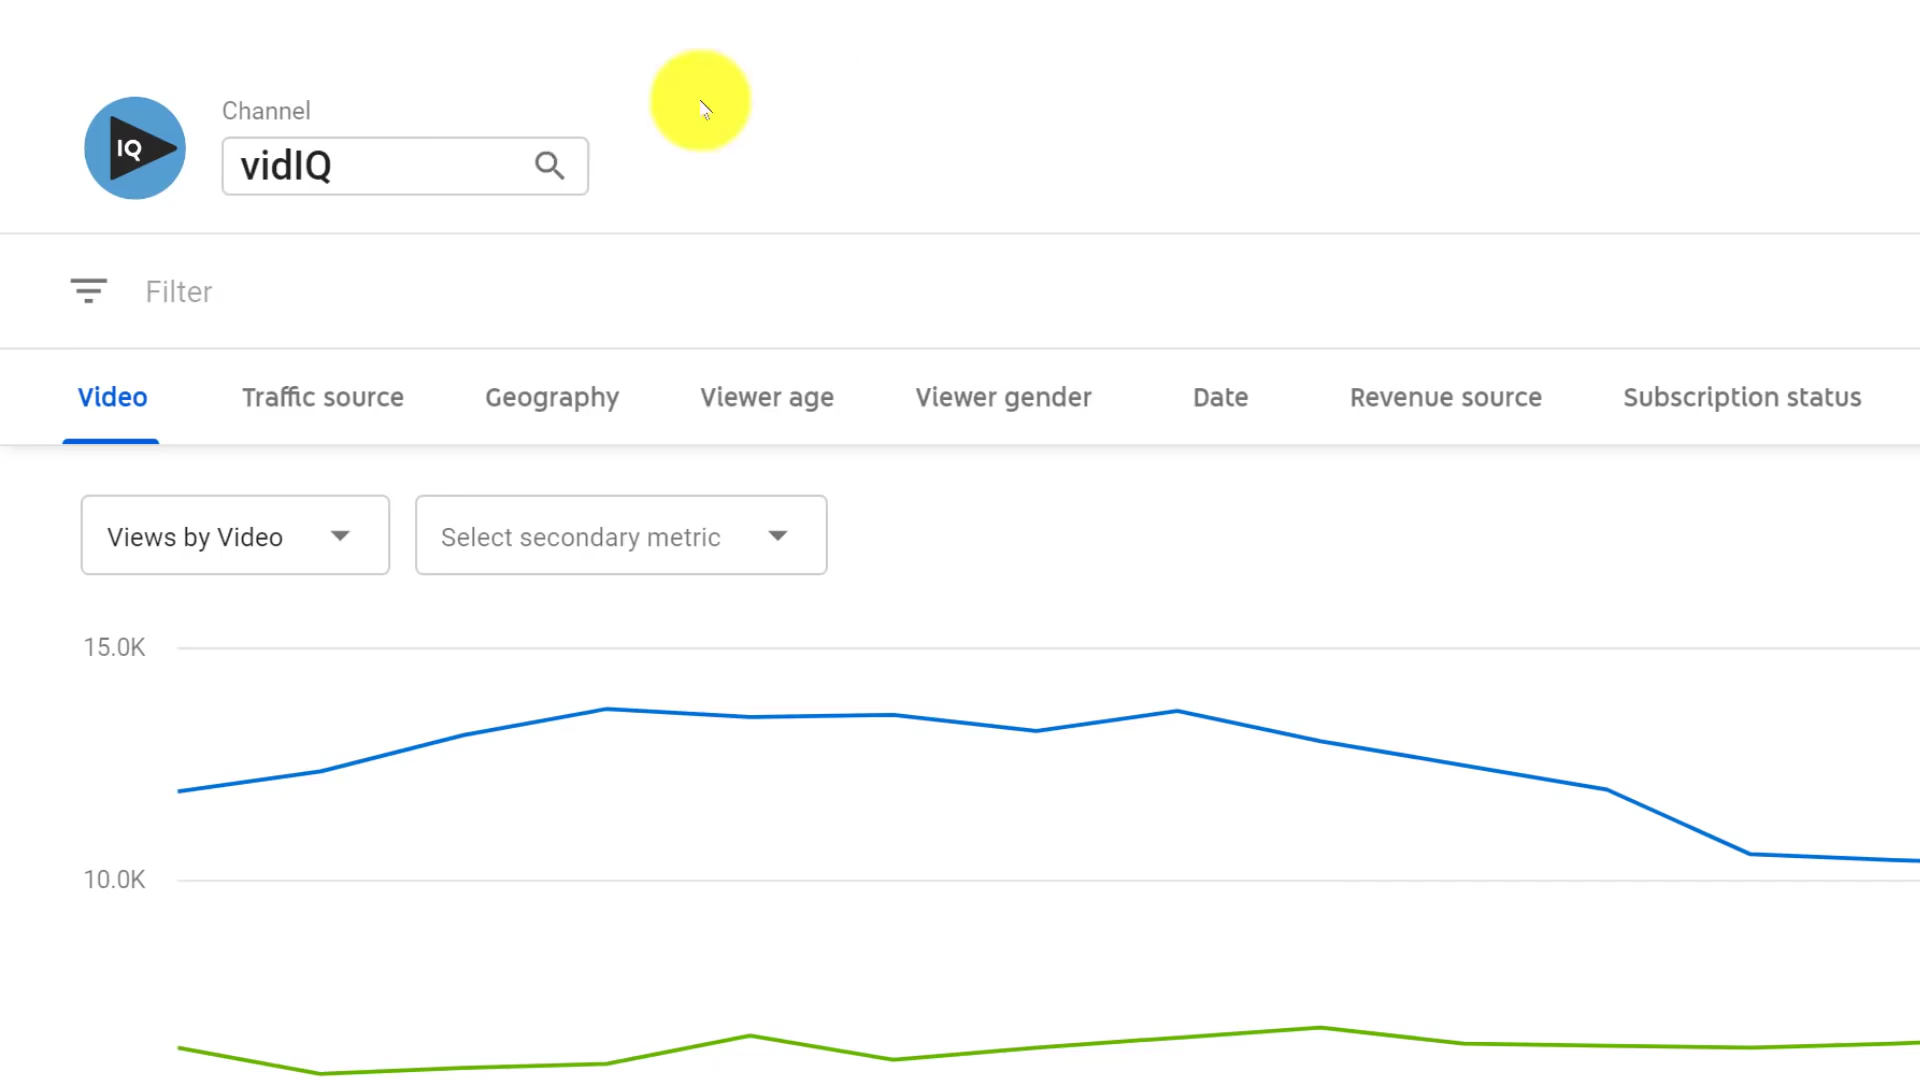 Channel
IQ
vidIQ
Filter
Video Traffic source Geography Viewer age Viewer gender Date Revenue source Subscription status
Views by Video Select secondary metric
15.0K
10.0K